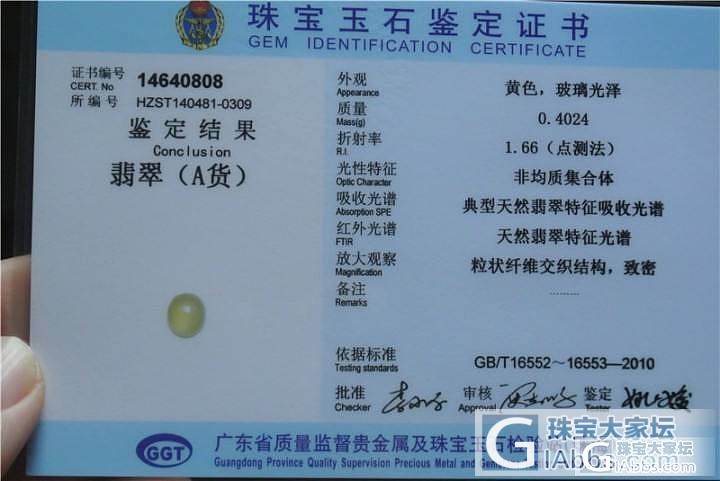 珠宝玉石鉴定证书
GEM IDENTIFICATION CERTIFICATE
证书编号 14640808
CERT. No
所编号 HZST140481-0309
鉴定结果
Conclusion
翡翠（A货）
外观 黄色，玻璃光泽
Appearance
质量 0.4024
Mass(g)
折射率 1.66（点测法）
R.I.
光性特征 非均质集合体
Optic Character
吸收光谱 典型天然翡翠特征吸收光谱
Absorption SPE
红外光谱 天然翡翠特征光谱
FTIR
放大观察 粒状纤维交织结构，致密
Magnification
备注 ………
Remarks
依据标准 GB/T16552～16553—2010
Testing standards
批准 审核 鉴定
Checker Approval Tester
GGT
广东省质量监督贵金属及珠宝玉石检验
Guangdong Province Quality Supervision Precious Metal and
珠宝大家坛
珠宝大家坛